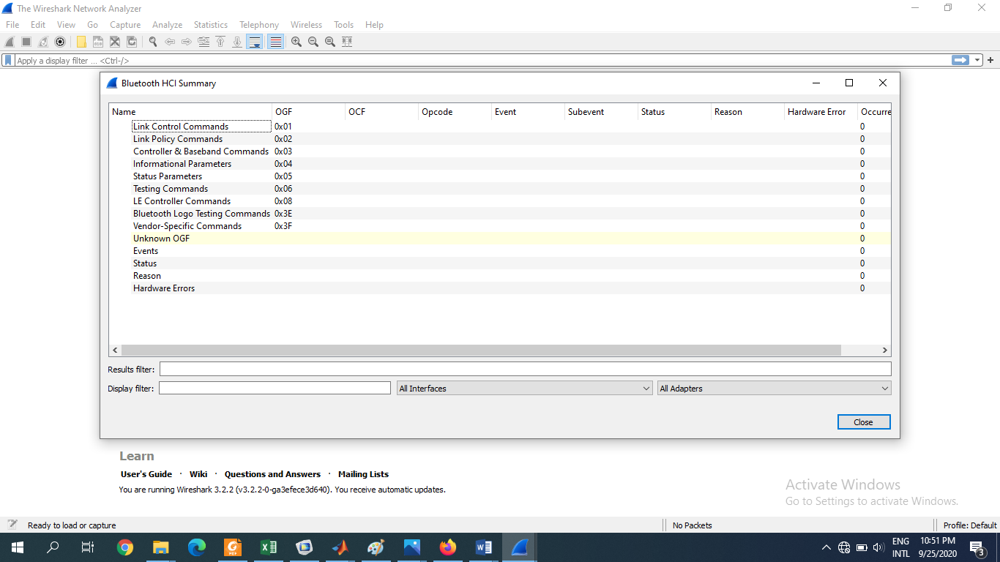 The Wireshark Network Analyzer
File Edit View Go Capture Analyze Statistics Telephony Wireless Tools Help
Apply a display filter ... <Ctrl-/>
Bluetooth HCI Summary
Name OGF OCF Opcode Event Subevent Status Reason Hardware Error Occurre
Link Control Commands 0x01 0
Link Policy Commands 0x02 0
Controller & Baseband Commands 0x03 0
Informational Parameters 0x04 0
Status Parameters 0x05 0
Testing Commands 0x06 0
LE Controller Commands 0x08 0
Bluetooth Logo Testing Commands 0x3E 0
Vendor-Specific Commands 0x3F 0
Unknown OGF 0
Events 0
Status 0
Reason 0
Hardware Errors 0
Results filter:
Display filter: All Interfaces All Adapters
Close
Learn
User's Guide · Wiki · Questions and Answers · Mailing Lists
You are running Wireshark 3.2.2 (v3.2.2-0-ga3efece3d640). You receive automatic updates.
Activate Windows
Go to Settings to activate Windows.
Ready to load or capture No Packets Profile: Default
ENG 10:51 PM
INTL 9/25/2020 3